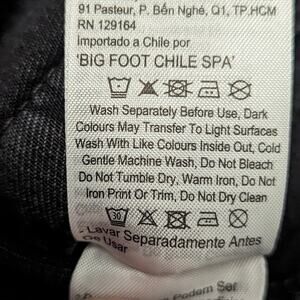 91 Pasteur, P. Bến Nghé, Q1, TP.HCM
RN 129164
Importado a Chile por
'BIG FOOT CHILE SPA'
Wash Separately Before Use, Dark
Colours May Transfer To Light Surfaces
Wash With Like Colours Inside Out, Cold
Gentle Machine Wash, Do Not Bleach
Do Not Tumble Dry, Warm Iron, Do Not
Iron Print Or Trim, Do Not Dry Clean
30
Lavar Separadamente Antes
De Usar
Podem Ser